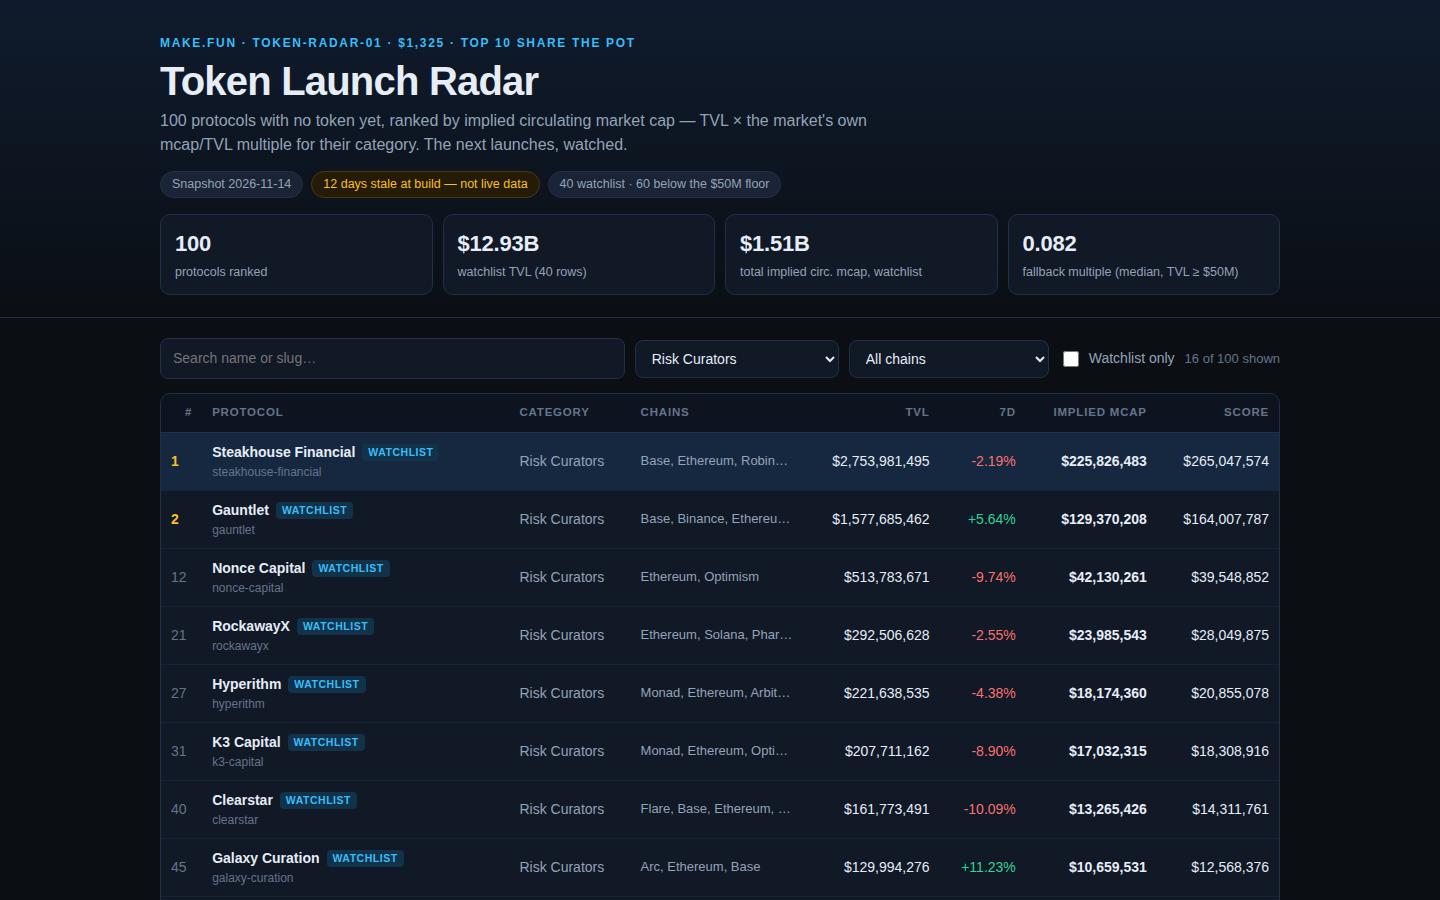 MAKE.FUN · TOKEN-RADAR-01 · $1,325 · TOP 10 SHARE THE POT
Token Launch Radar
100 protocols with no token yet, ranked by implied circulating market cap — TVL × the market's own
mcap/TVL multiple for their category. The next launches, watched.
Snapshot 2026-11-14 12 days stale at build — not live data 40 watchlist · 60 below the $50M floor
100 $12.93B $1.51B 0.082
protocols ranked watchlist TVL (40 rows) total implied circ. mcap, watchlist fallback multiple (median, TVL ≥ $50M)
Search name or slug… Risk Curators All chains Watchlist only 16 of 100 shown
# PROTOCOL CATEGORY CHAINS TVL 7D IMPLIED MCAP SCORE
1 Steakhouse Financial WATCHLIST Risk Curators Base, Ethereum, Robin… $2,753,981,495 -2.19% $225,826,483 $265,047,574
steakhouse-financial
2 Gauntlet WATCHLIST Risk Curators Base, Binance, Ethereu… $1,577,685,462 +5.64% $129,370,208 $164,007,787
gauntlet
12 Nonce Capital WATCHLIST Risk Curators Ethereum, Optimism $513,783,671 -9.74% $42,130,261 $39,548,852
nonce-capital
21 RockawayX WATCHLIST Risk Curators Ethereum, Solana, Phar… $292,506,628 -2.55% $23,985,543 $28,049,875
rockawayx
27 Hyperithm WATCHLIST Risk Curators Monad, Ethereum, Arbit… $221,638,535 -4.38% $18,174,360 $20,855,078
hyperithm
31 K3 Capital WATCHLIST Risk Curators Monad, Ethereum, Opti… $207,711,162 -8.90% $17,032,315 $18,308,916
k3-capital
40 Clearstar WATCHLIST Risk Curators Flare, Base, Ethereum, … $161,773,491 -10.09% $13,265,426 $14,311,761
clearstar
45 Galaxy Curation WATCHLIST Risk Curators Arc, Ethereum, Base $129,994,276 +11.23% $10,659,531 $12,568,376
galaxy-curation